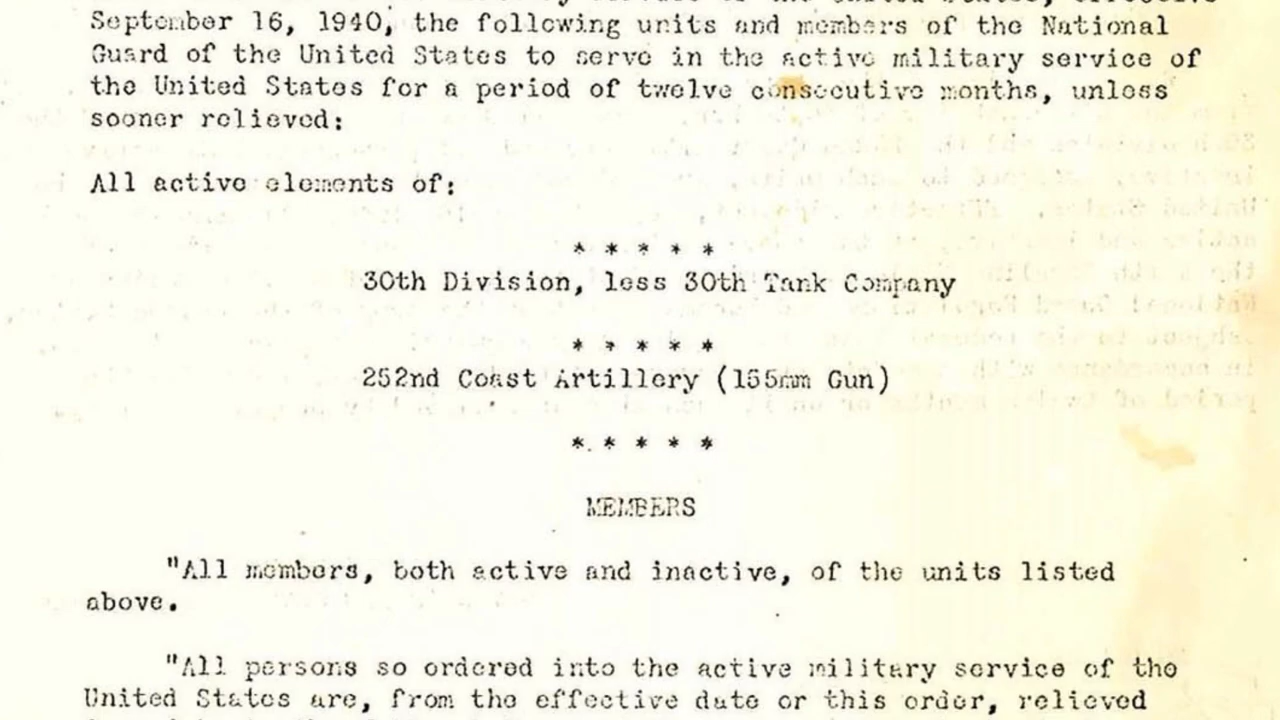 September 16, 1940, the following units and members of the National
Guard of the United States to serve in the active military service of
the United States for a period of twelve consecutive months, unless
sooner relieved:
All active elements of:
* * * * *
30th Division, less 30th Tank Company
* * * * *
252nd Coast Artillery (155mm Gun)
* * * * *
MEMBERS
"All members, both active and inactive, of the units listed
above.
"All persons so ordered into the active military service of the
United States are, from the effective date or this order, relieved